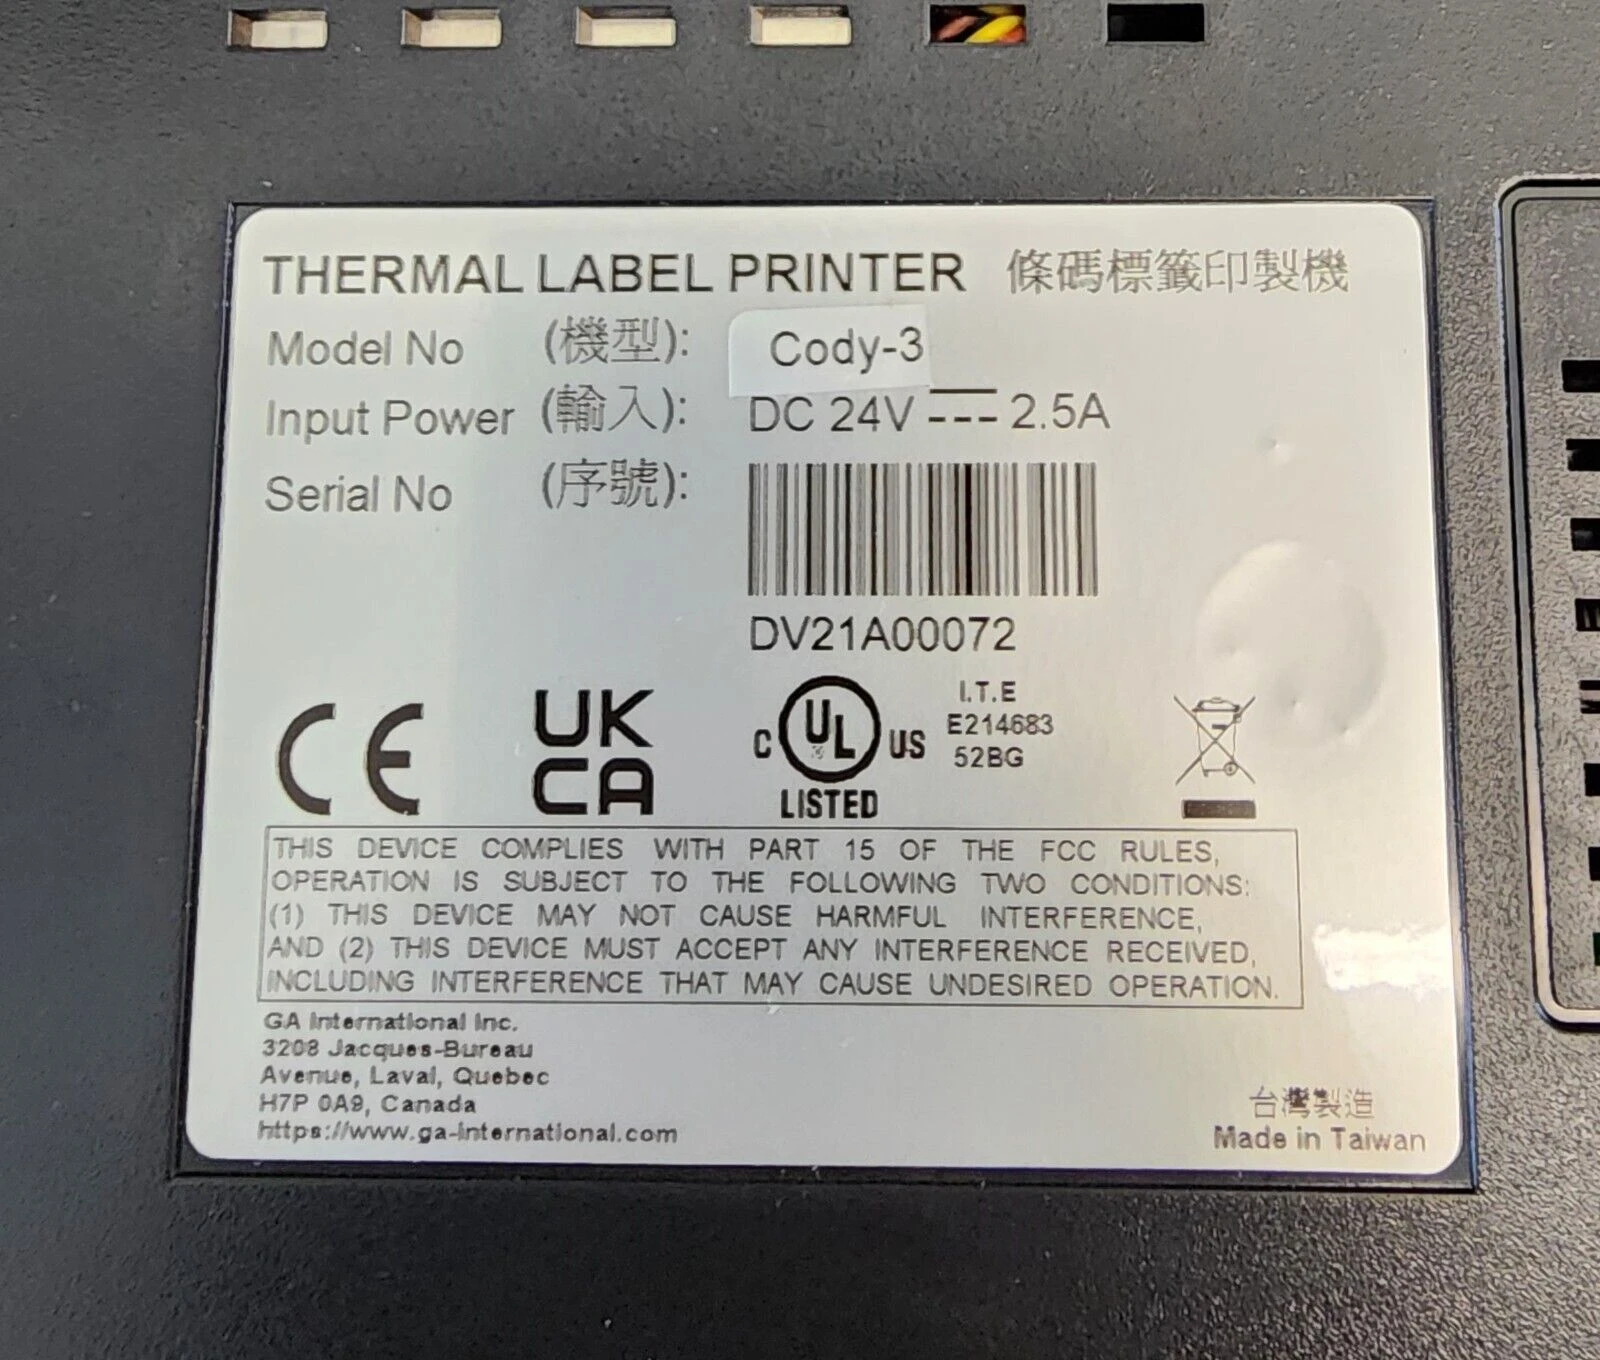 THERMAL LABEL PRINTER 條碼標籤印製機
Model No (機型): Cody-3
Input Power (輸入): DC 24V 2.5A
Serial No (序號):
DV21A00072
CE
UK
CA
C UL US
LISTED
I.T.E
E214683
52BG
THIS DEVICE COMPLIES WITH PART 15 OF THE FCC RULES,
OPERATION IS SUBJECT TO THE FOLLOWING TWO CONDITIONS:
(1) THIS DEVICE MAY NOT CAUSE HARMFUL INTERFERENCE,
AND (2) THIS DEVICE MUST ACCEPT ANY INTERFERENCE RECEIVED,
INCLUDING INTERFERENCE THAT MAY CAUSE UNDESIRED OPERATION.
GA International Inc.
3208 Jacques-Bureau
Avenue, Laval, Quebec
H7P 0A9, Canada
https://www.ga-international.com
台灣製造
Made in Taiwan